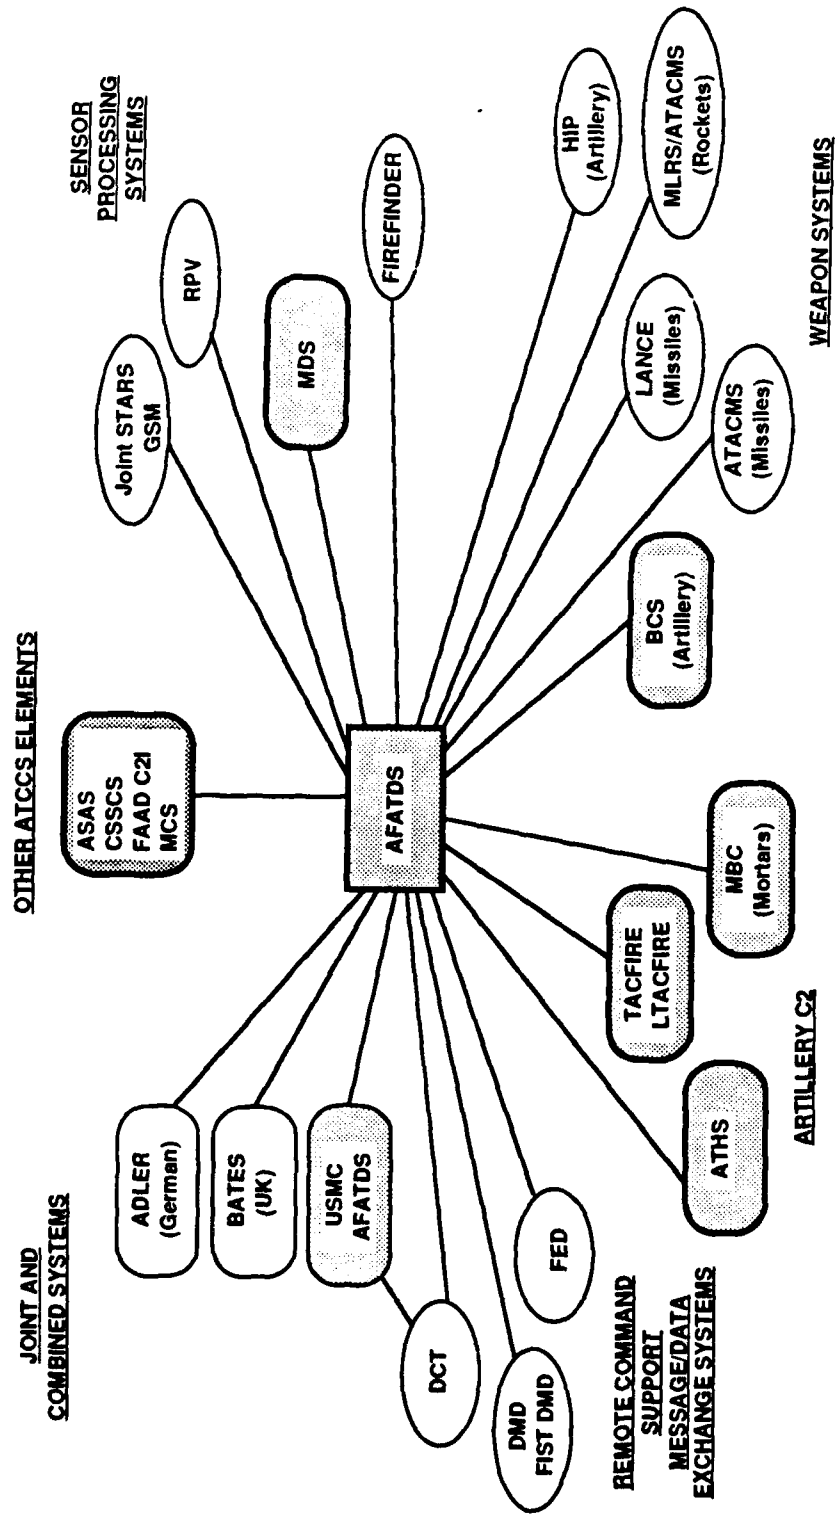 OTHER ATCCS ELEMENTS
ASAS
CSSCS
FAAD C2I
MCS
JOINT AND
COMBINED SYSTEMS
ADLER
(German)
BATES
(UK)
USMC
AFATDS
DCT
DMD
FIST DMD
FED
REMOTE COMMAND
SUPPORT
MESSAGE/DATA
EXCHANGE SYSTEMS
AFATDS
SENSOR
PROCESSING
SYSTEMS
Joint STARS
GSM
RPV
MDS
FIREFINDER
HIP
(Artillery)
MLRS/ATACMS
(Rockets)
LANCE
(Missiles)
ATACMS
(Missiles)
WEAPON SYSTEMS
BCS
(Artillery)
MBC
(Mortars)
TACFIRE
LTACFIRE
ATHS
ARTILLERY C2